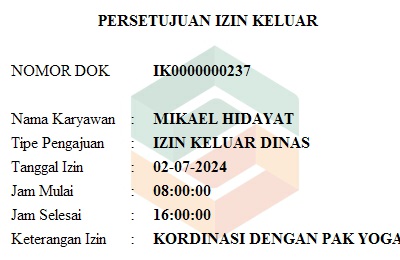 PERSETUJUAN IZIN KELUAR
NOMOR DOK IK0000000237
Nama Karyawan : MIKAEL HIDAYAT
Tipe Pengajuan : IZIN KELUAR DINAS
Tanggal Izin : 02-07-2024
Jam Mulai : 08:00:00
Jam Selesai : 16:00:00
Keterangan Izin : KORDINASI DENGAN PAK YOGA